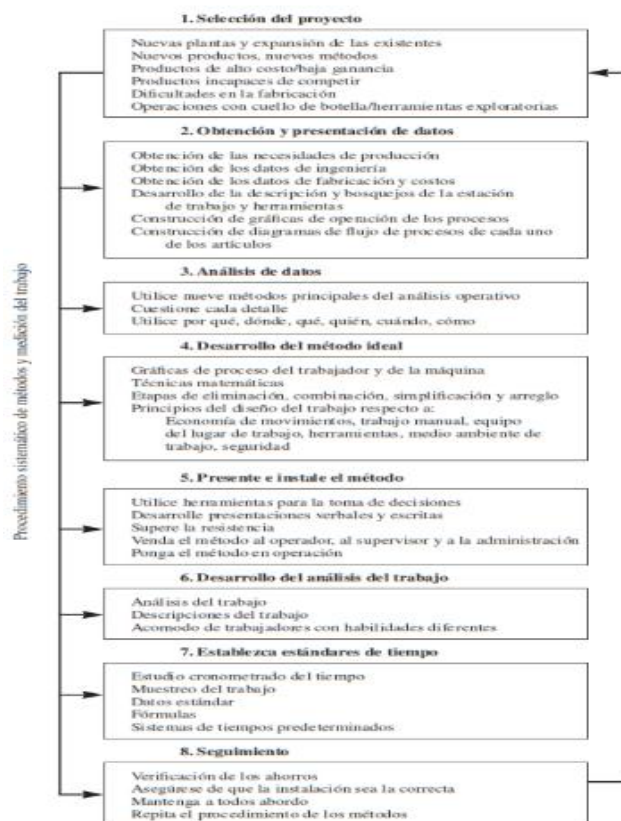 1. Selección del proyecto
Nuevas plantas y expansión de las existentes
Nuevos productos, nuevos métodos
Productos de alto costo/baja ganancia
Productos incapaces de competir
Dificultades en la fabricación
Operaciones con cuello de botella/herramientas exploratorias
2. Obtención y presentación de datos
Obtención de las necesidades de producción
Obtención de los datos de ingeniería
Obtención de los datos de fabricación y costos
Desarrollo de la descripción y bosquejos de la estación
de trabajo y herramientas
Construcción de gráficas de operación de los procesos
Construcción de diagramas de flujo de procesos de cada uno
de los artículos
3. Análisis de datos
Utilice nueve métodos principales del análisis operativo
Cuestione cada detalle
Utilice por qué, dónde, qué, quién, cuándo, cómo
4. Desarrollo del método ideal
Gráficas de proceso del trabajador y de la máquina
Técnicas matemáticas
Etapas de eliminación, combinación, simplificación y arreglo
Principios del diseño del trabajo respecto a:
Economía de movimientos, trabajo manual, equipo
del lugar de trabajo, herramientas, medio ambiente de
trabajo, seguridad
5. Presente e instale el método
Utilice herramientas para la toma de decisiones
Desarrolle presentaciones verbales y escritas
Supere la resistencia
Venda el método al operador, al supervisor y a la administración
Ponga el método en operación
6. Desarrollo del análisis del trabajo
Análisis del trabajo
Descripciones del trabajo
Acomodo de trabajadores con habilidades diferentes
7. Establezca estándares de tiempo
Estudio cronometrado del tiempo
Muestreo del trabajo
Datos estándar
Fórmulas
Sistemas de tiempos predeterminados
8. Seguimiento
Verificación de los ahorros
Asegúrese de que la instalación sea la correcta
Mantenga a todos abordo
Repita el procedimiento de los métodos
Procedimiento sistemático de métodos y medición del trabajo